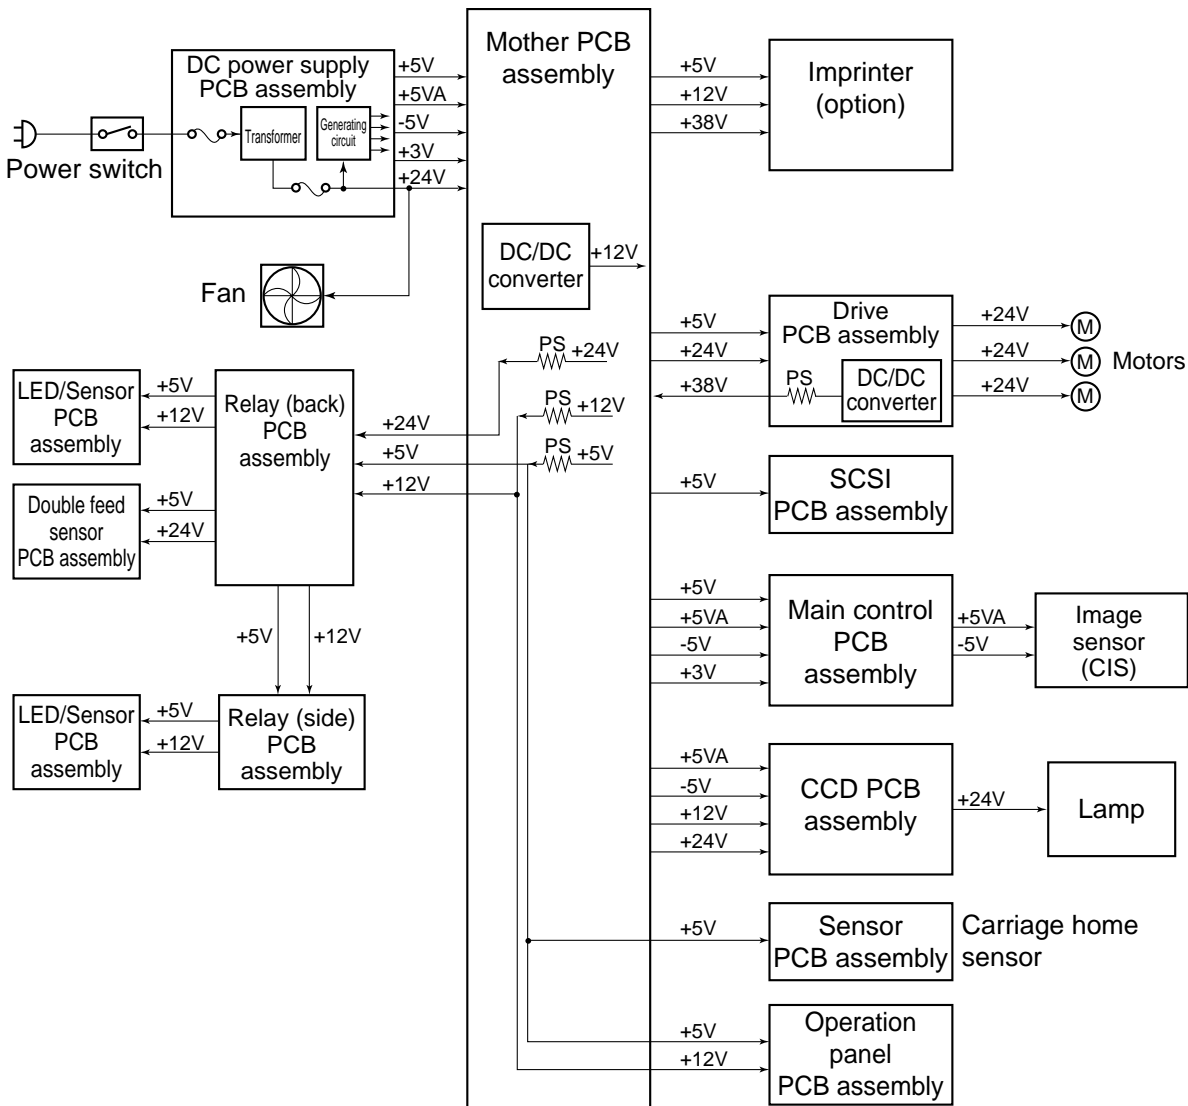 DC power supply
PCB assembly
Transformer
Generating
circuit
Power switch
+5V
+5VA
-5V
+3V
+24V
Fan
Mother PCB
assembly
DC/DC
converter
+12V
PS
+24V
PS
+12V
PS
+5V
+5V
+12V
+38V
Imprinter
(option)
+5V
+24V
+38V
Drive
PCB assembly
PS
DC/DC
converter
+24V
+24V
+24V
M
M
M
Motors
LED/Sensor
PCB
assembly
+5V
+12V
Relay (back)
PCB
assembly
+24V
+5V
+12V
Double feed
sensor
PCB assembly
+5V
+24V
+5V
+12V
LED/Sensor
PCB
assembly
+5V
+12V
Relay (side)
PCB
assembly
+5V
SCSI
PCB assembly
+5V
+5VA
-5V
+3V
Main control
PCB
assembly
+5VA
-5V
Image
sensor
(CIS)
+5VA
-5V
+12V
+24V
CCD PCB
assembly
+24V
Lamp
+5V
Sensor
PCB assembly
Carriage home
sensor
+5V
+12V
Operation
panel
PCB assembly